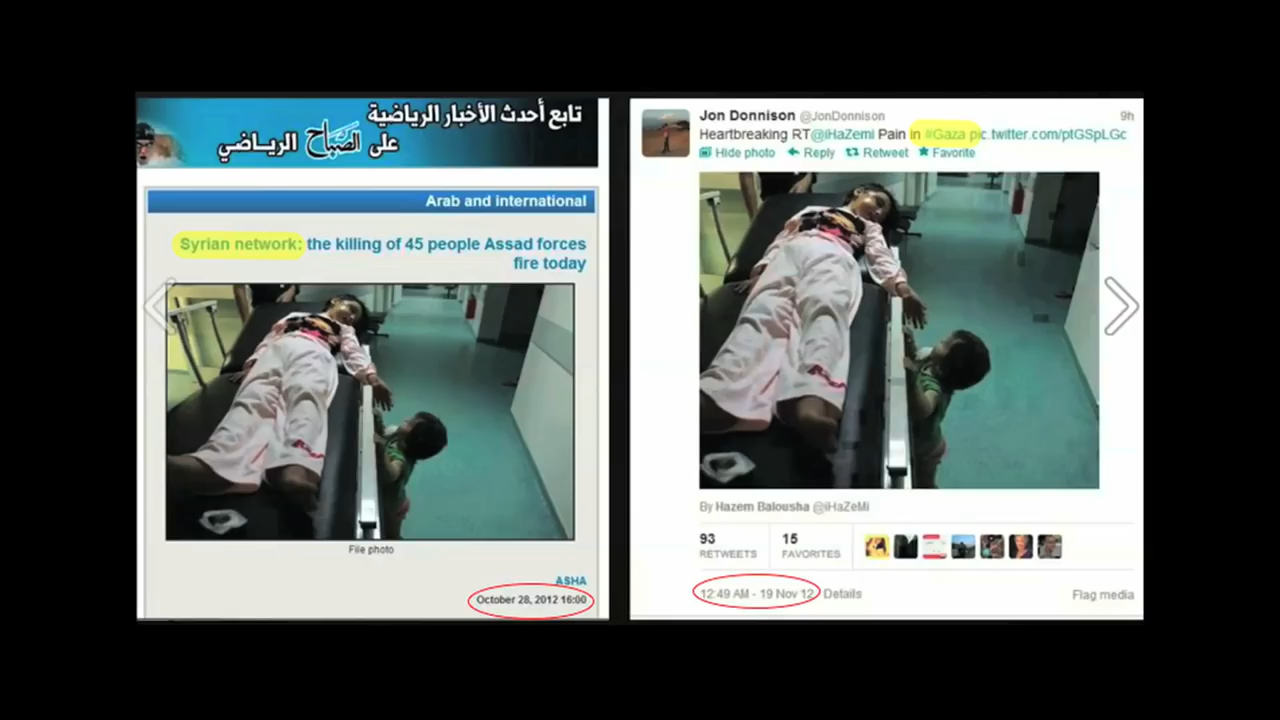 تابع أحدث الأخبار الرياضية
على الصباح الرياضي
Arab and international
Syrian network: the killing of 45 people Assad forces
fire today
File photo
ASHA
October 28, 2012 16:00
Jon Donnison @JonDonnison 9h
Heartbreaking RT@iHaZemi Pain in #Gaza pic.twitter.com/ptGSpLGc
Hide photo Reply Retweet Favorite
By Hazem Balousha @iHaZeMi
93 15
RETWEETS FAVORITES
12:49 AM - 19 Nov 12 Details Flag media